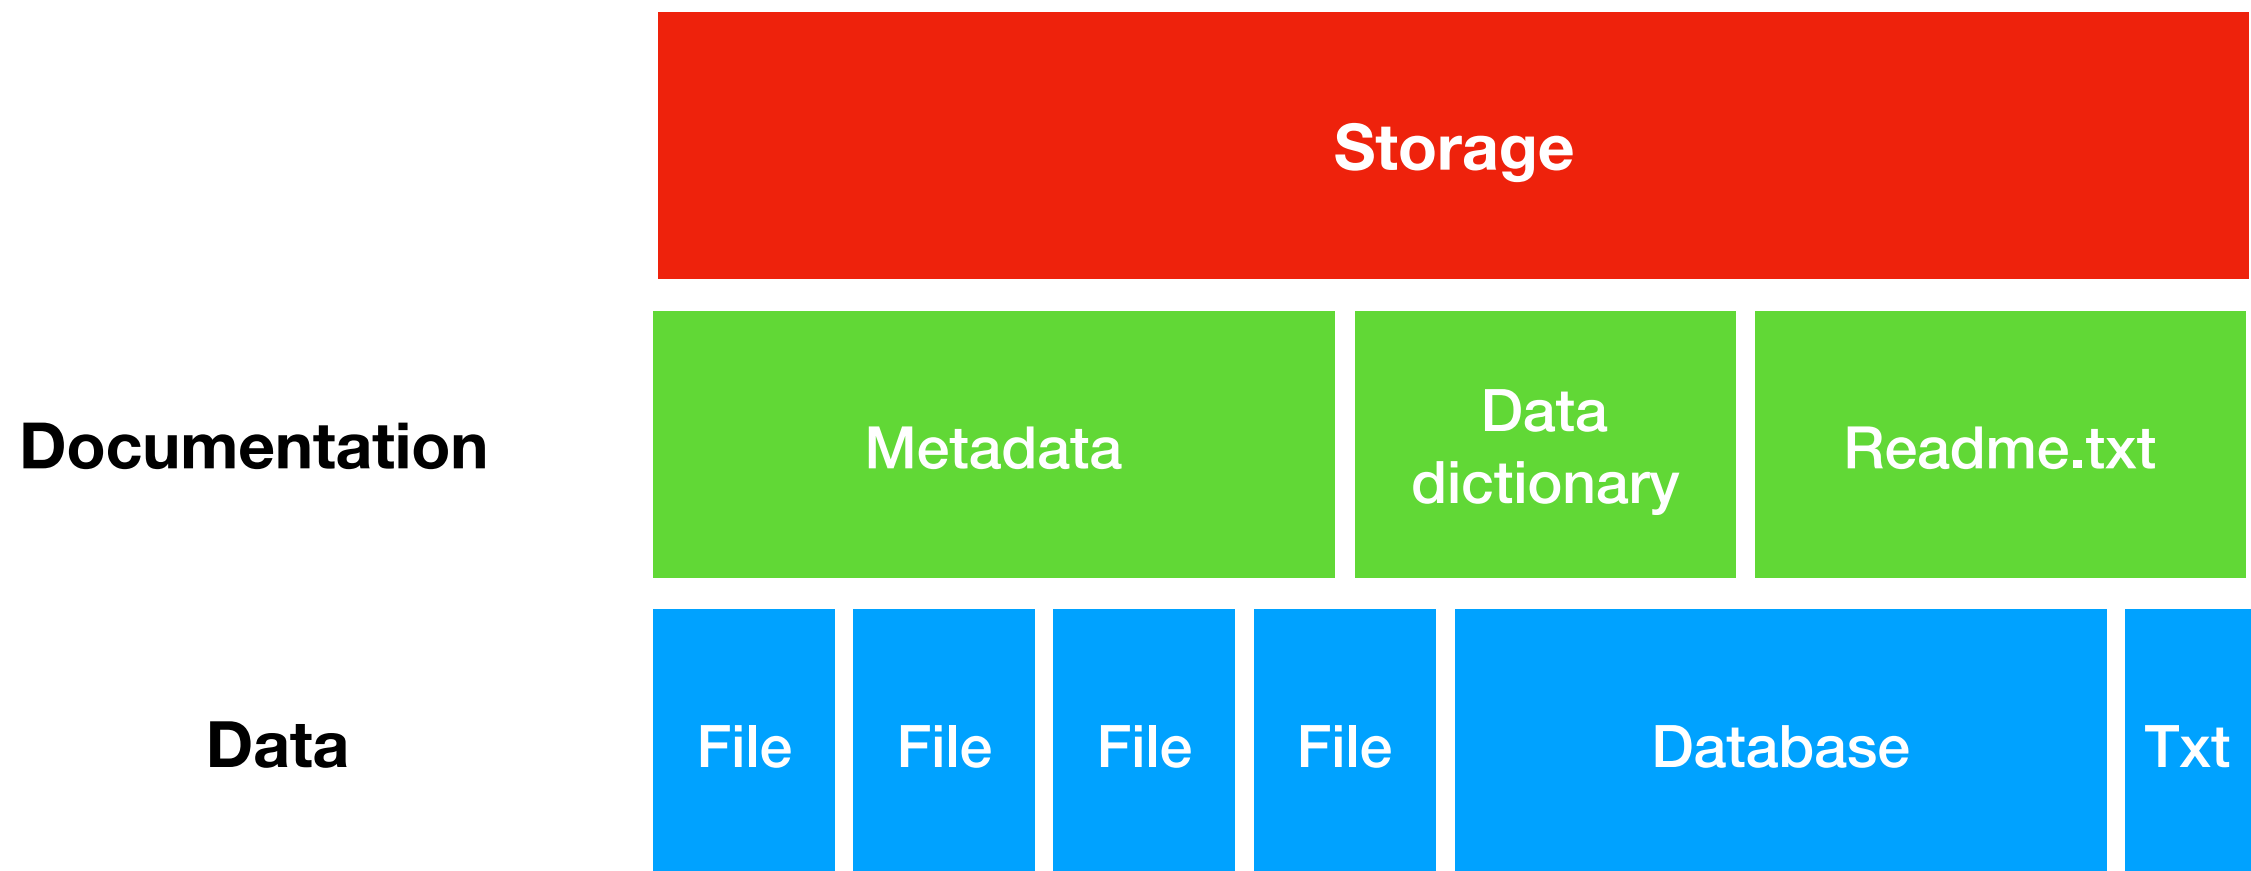 Storage
Documentation
Metadata
Data
dictionary
Readme.txt
Data
File
File
File
File
Database
Txt